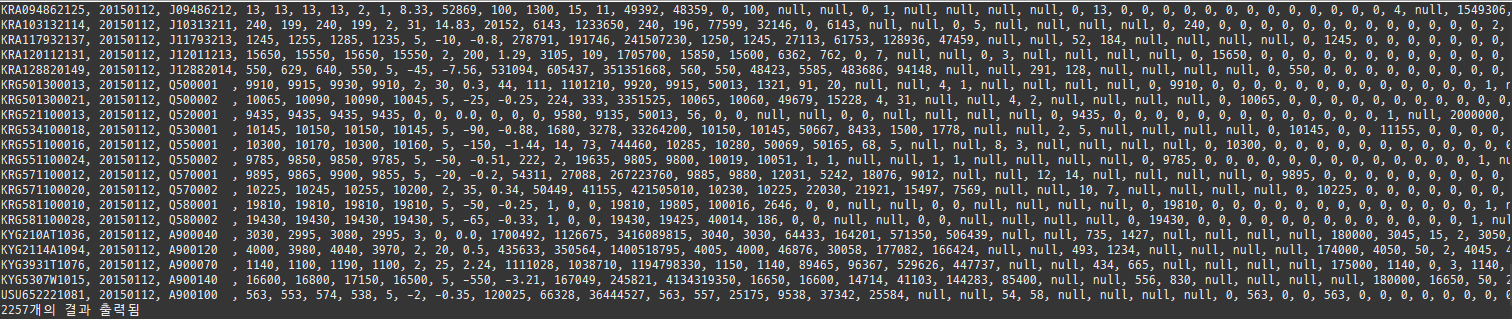 KRA094862125, 20150112, J09486212, 13, 13, 13, 13, 2, 1, 8.33, 52869, 100, 1300, 15, 11, 49392, 48359, 0, 100, null, null, 0, 1, null, null, null, null, 0, 13, 0, 0, 0, 0, 0, 0, 0, 0, 0, 0, 0, 0, 0, 4, null, 1549306,
KRA103132114, 20150112, J10313211, 240, 199, 245, 199, 2, 31, 14.83, 20152, 6143, 1233650, 240, 196, 77599, 32146, 0, 6143, null, null, 0, 5, null, null, null, null, 0, 240, 0, 0, 0, 0, 0, 0, 0, 0, 0, 0, 0, 0, 0, 2,
KRA117932137, 20150112, J11793213, 1245, 1255, 1285, 1235, 5, -10, -0.8, 278791, 191746, 241507230, 1250, 1245, 27113, 61753, 128936, 47459, null, null, 52, 184, null, null, null, null, 0, 1245, 0, 0, 0, 0, 0, 0, 0,
KRA120112131, 20150112, J12011213, 15650, 15550, 15650, 15550, 2, 200, 1.29, 3105, 109, 1705700, 15850, 15600, 6362, 762, 0, 7, null, null, 0, 3, null, null, null, null, 0, 15650, 0, 0, 0, 0, 0, 0, 0, 0, 0, 0,
KRA128820149, 20150112, J12882014, 550, 629, 640, 550, 5, -45, -7.56, 531094, 605437, 351351668, 560, 550, 48423, 5585, 483686, 94148, null, null, 291, 128, null, null, null, null, 0, 550, 0, 0, 0, 0, 0, 0, 0, 0,
KRG501300013, 20150112, Q500001  , 9910, 9915, 9930, 9910, 2, 30, 0.3, 44, 111, 1101210, 9920, 9915, 50013, 1321, 91, 20, null, null, 4, 1, null, null, null, null, 0, 9910, 0, 0, 0, 0, 0, 0, 0, 0, 0, 0, 0, 0, 0, 1, n
KRG501300021, 20150112, Q500002  , 10065, 10090, 10090, 10045, 5, -25, -0.25, 224, 333, 3351525, 10065, 10060, 49679, 15228, 4, 31, null, null, 4, 2, null, null, null, null, 0, 10065, 0, 0, 0, 0, 0, 0, 0, 0, 0, 0,
KRG521100013, 20150112, Q520001  , 9435, 9435, 9435, 9435, 0, 0, 0.0, 0, 0, 0, 9580, 9135, 50013, 56, 0, 0, null, null, 0, 0, null, null, null, null, 0, 9435, 0, 0, 0, 0, 0, 0, 0, 0, 0, 0, 0, 0, 0, 1, null, 2000000,
KRG534100018, 20150112, Q530001  , 10145, 10150, 10150, 10145, 5, -90, -0.88, 1680, 3278, 33264200, 10150, 10145, 50667, 8433, 1500, 1778, null, null, 2, 5, null, null, null, null, 0, 10145, 0, 0, 11155, 0, 0, 0,
KRG551100016, 20150112, Q550001  , 10300, 10170, 10300, 10160, 5, -150, -1.44, 14, 73, 744460, 10285, 10280, 50069, 50165, 68, 5, null, null, 8, 3, null, null, null, null, 0, 10300, 0, 0, 0, 0, 0, 0, 0, 0, 0, 0,
KRG551100024, 20150112, Q550002  , 9785, 9850, 9850, 9785, 5, -50, -0.51, 222, 2, 19635, 9805, 9800, 10019, 10051, 1, 1, null, null, 1, 1, null, null, null, null, 0, 9785, 0, 0, 0, 0, 0, 0, 0, 0, 0, 0, 0, 0, 0, 1, nu
KRG571100012, 20150112, Q570001  , 9895, 9865, 9900, 9855, 5, -20, -0.2, 54311, 27088, 267223760, 9885, 9880, 12031, 5242, 18076, 9012, null, null, 12, 14, null, null, null, null, 0, 9895, 0, 0, 0, 0, 0, 0, 0, 0,
KRG571100020, 20150112, Q570002  , 10225, 10245, 10255, 10200, 2, 35, 0.34, 50449, 41155, 421505010, 10230, 10225, 22030, 21921, 15497, 7569, null, null, 10, 7, null, null, null, null, 0, 10225, 0, 0, 0, 0, 0, 0,
KRG581100010, 20150112, Q580001  , 19810, 19810, 19810, 19810, 5, -50, -0.25, 1, 0, 0, 19810, 19805, 100016, 2646, 0, 0, null, null, 0, 0, null, null, null, null, 0, 19810, 0, 0, 0, 0, 0, 0, 0, 0, 0, 0, 0, 0, 0, 1, n
KRG581100028, 20150112, Q580002  , 19430, 19430, 19430, 19430, 5, -65, -0.33, 1, 0, 0, 19430, 19425, 40014, 186, 0, 0, null, null, 0, 0, null, null, null, null, 0, 19430, 0, 0, 0, 0, 0, 0, 0, 0, 0, 0, 0, 0, 0, 1, nu
KYG210AT1036, 20150112, A900040  , 3030, 2995, 3080, 2995, 3, 0, 0.0, 1700492, 1126675, 3416089815, 3040, 3030, 64433, 164201, 571350, 506439, null, null, 735, 1427, null, null, null, null, 180000, 3045, 15, 2, 3050,
KYG2114A1094, 20150112, A900120  , 4000, 3980, 4040, 3970, 2, 20, 0.5, 435633, 350564, 1400518795, 4005, 4000, 46876, 30058, 177082, 166424, null, null, 493, 1234, null, null, null, null, 174000, 4050, 50, 2, 4045,
KYG3931T1076, 20150112, A900070  , 1140, 1100, 1190, 1100, 2, 25, 2.24, 1111028, 1038710, 1194798330, 1150, 1140, 89465, 96367, 529626, 447737, null, null, 434, 665, null, null, null, null, 175000, 1140, 0, 3, 1140,
KYG5307W1015, 20150112, A900140  , 16600, 16800, 17150, 16500, 5, -550, -3.21, 167049, 245821, 4134319350, 16650, 16600, 14714, 41103, 144283, 85400, null, null, 556, 830, null, null, null, null, 180000, 16650, 50, 2
USU652221081, 20150112, A900100  , 563, 553, 574, 538, 5, -2, -0.35, 120025, 66328, 36444527, 563, 557, 25175, 9538, 37342, 25584, null, null, 54, 58, null, null, null, null, 0, 563, 0, 0, 563, 0, 0, 0, 0, 0, 0, 0,
2257개의 결과 출력됨